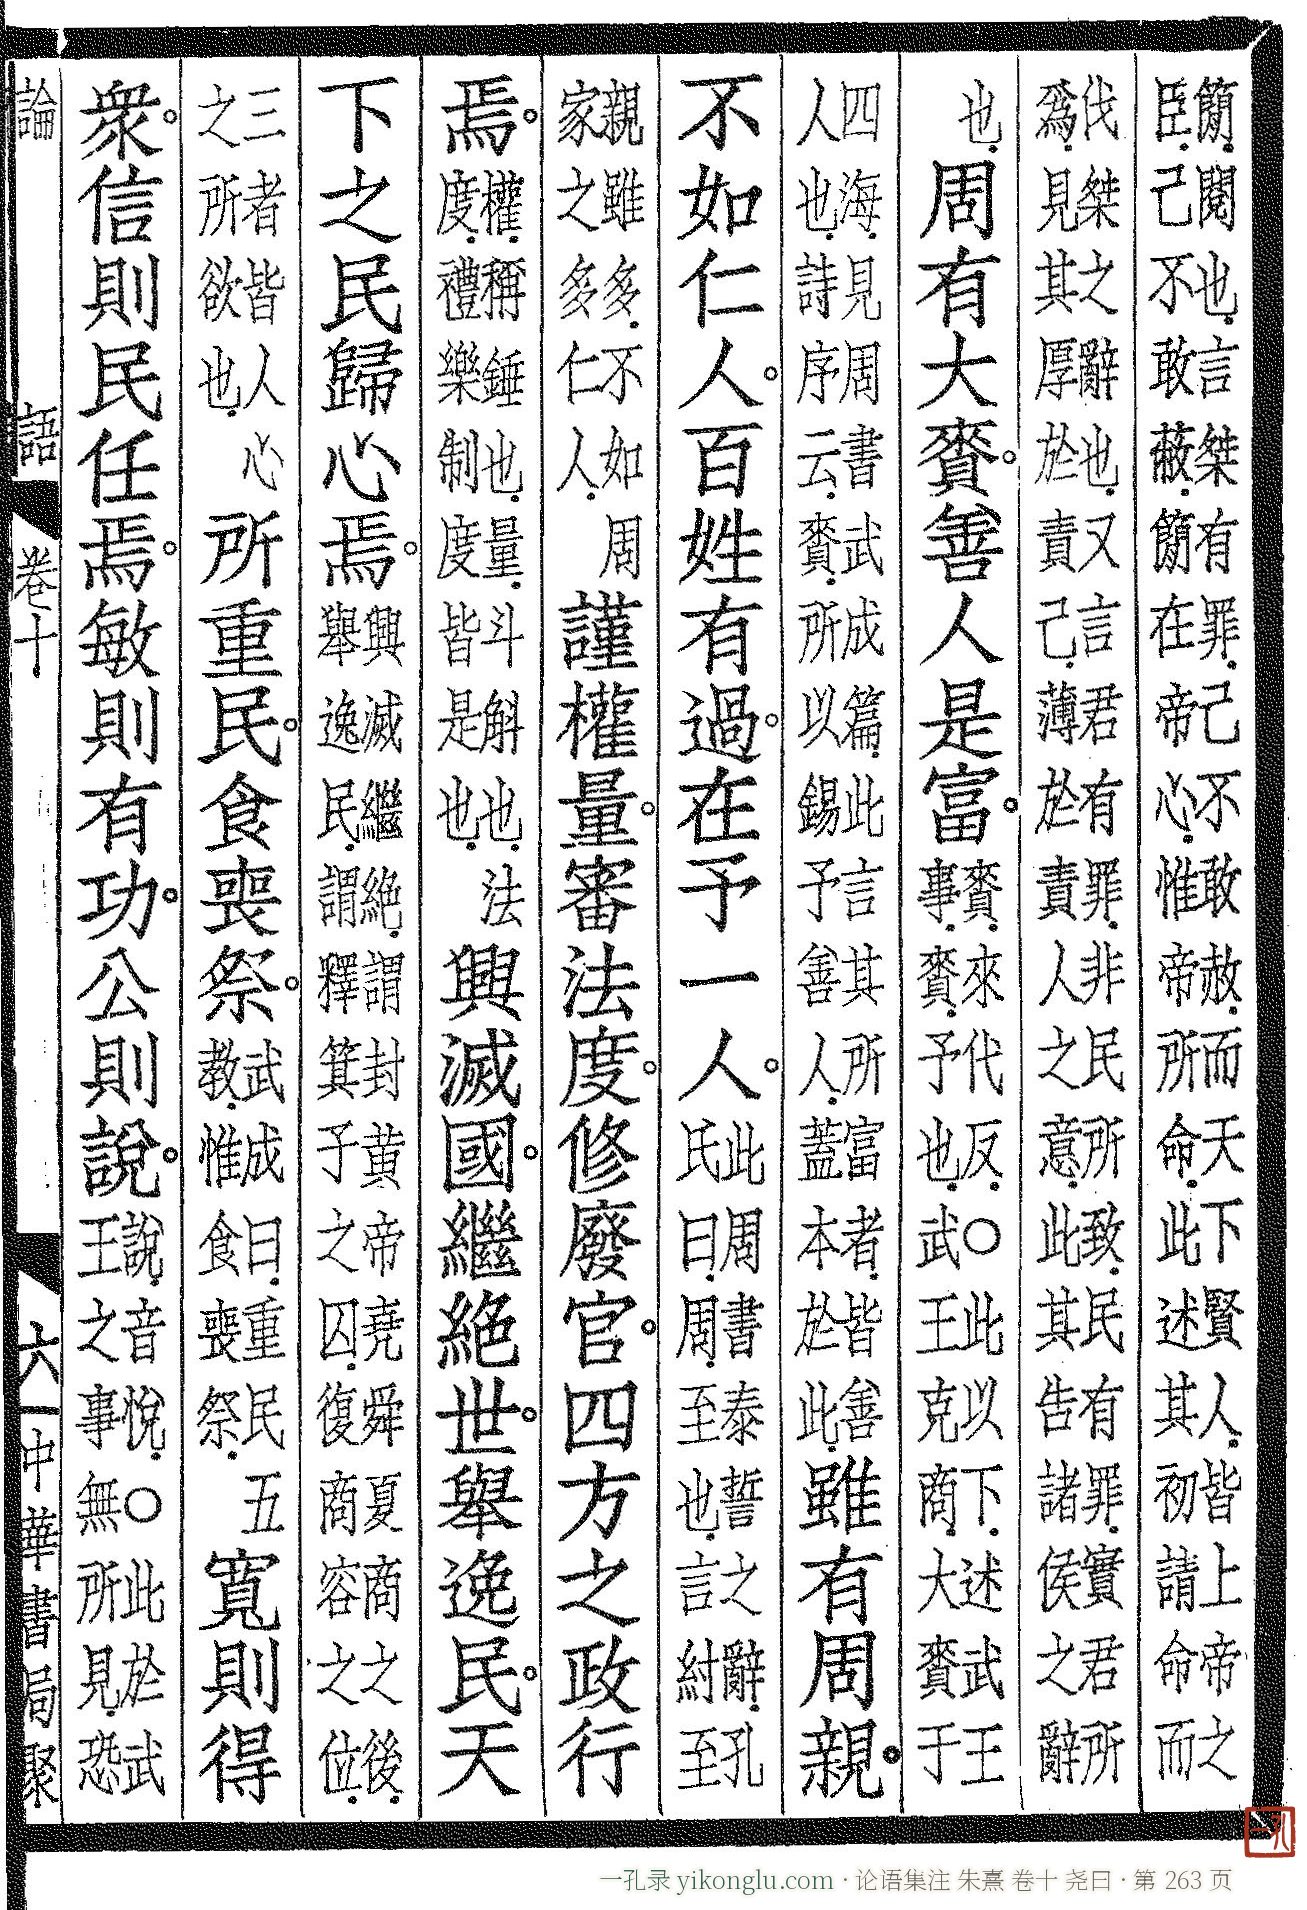 簡閱也言桀有罪己不敢赦而天下賢人皆上帝之
臣己不敢蔽簡在帝心惟帝所命此述其初請命而
伐桀之辭也又言君有罪非民所致民有罪實君所
爲見其厚於責己薄於責人之意此其告諸侯之辭
也周有大賚。善人是富。賚來代反○此以下述武王事賚予也武王克商大賚于
四海見周書武成篇此言其所富者皆善人也詩序云賚所以錫予善人蓋本於此雖有周親。
不如仁人。百姓有過。在予一人。此周書泰誓之辭孔氏曰周至也言紂至
親雖多不如周家之多仁人謹權量。審法度。修廢官。四方之政行
焉。權稱錘也量斗斛也法度禮樂制度皆是也興滅國。繼絕世。舉逸民。天
下之民歸心焉。興滅繼絕謂封黃帝堯舜夏商之後舉逸民謂釋箕子之囚復商容之位
三者皆人心之所欲也所重民。食喪祭。武成曰重民五教惟食喪祭寬則得
衆。信則民任焉。敏則有功。公則說。說音悅○此於武王之事無所見恐
論語 卷十 六一中華書局聚
一孔录 yikonglu.com · 论语集注 朱熹 卷十 尧曰 · 第 263 页